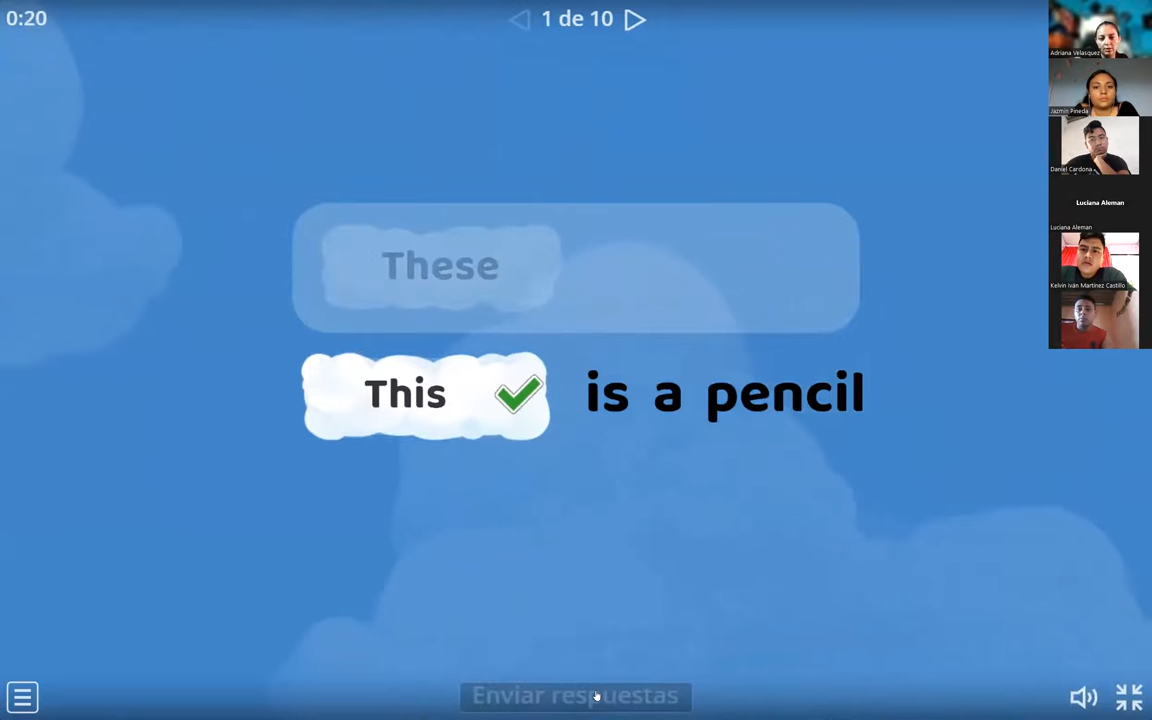 0:20
1 de 10
These
This is a pencil
Enviar respuestas
Adriana Velasquez
Jazmin Pineda
Daniel Cardona
Luciana Aleman
Luciana Aleman
Kelvin Iván Martínez Castillo